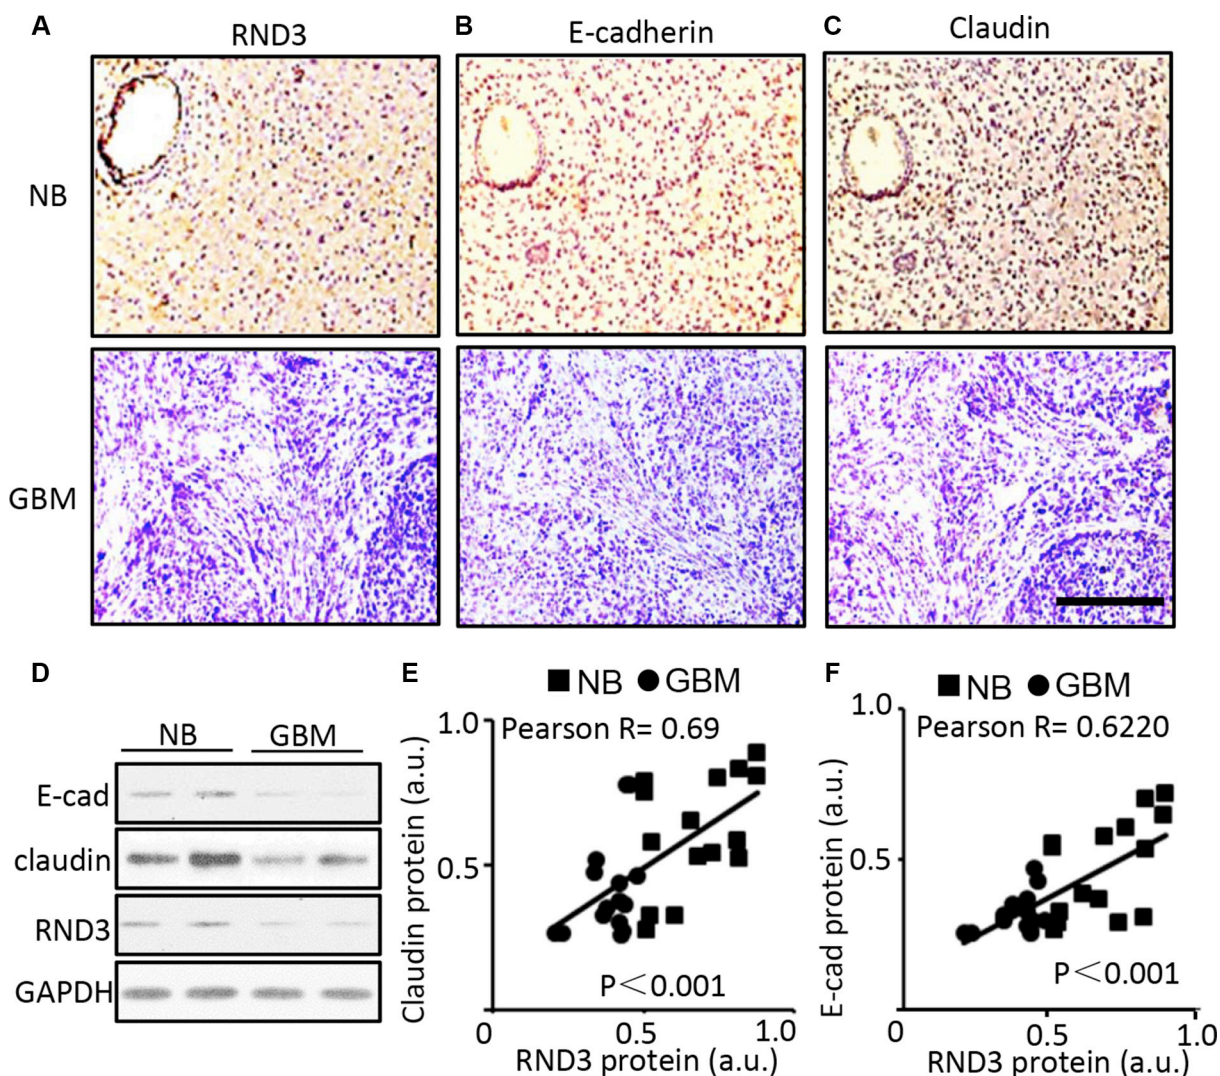 A
RND3
B
E-cadherin
C
Claudin
NB
GBM
D
NB
GBM
E-cad
claudin
RND3
GAPDH
E
NB GBM
Pearson R= 0.69
P<0.001
Claudin protein (a.u.)
1.0
0.5
0
0.5
1.0
RND3 protein (a.u.)
F
NB GBM
Pearson R= 0.6220
P<0.001
E-cad protein (a.u.)
1.0
0.5
0
0.5
1.0
RND3 protein (a.u.)